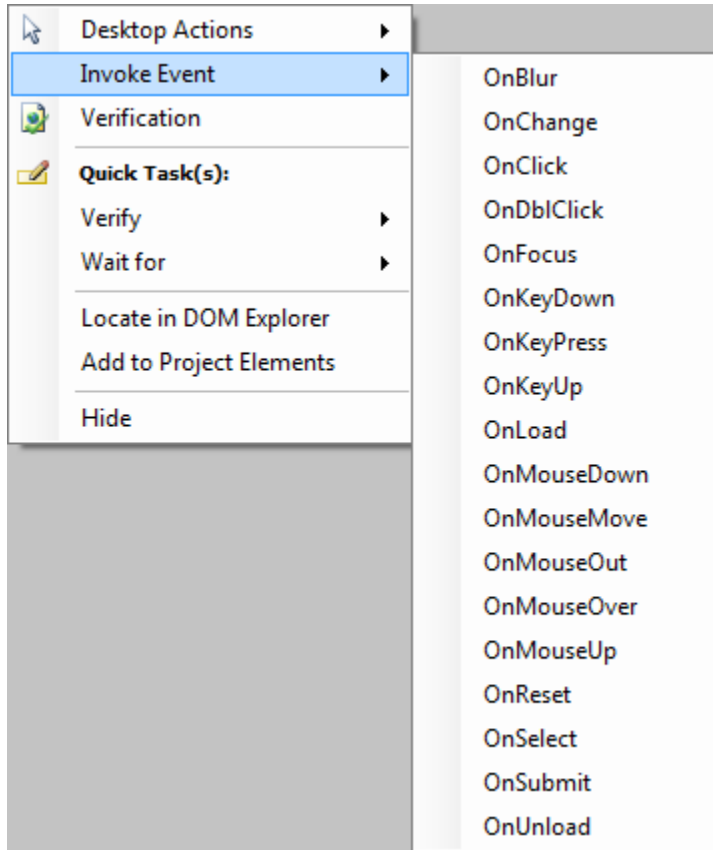 Desktop Actions
Invoke Event
Verification
Quick Task(s):
Verify
Wait for
Locate in DOM Explorer
Add to Project Elements
Hide
OnBlur
OnChange
OnClick
OnDblClick
OnFocus
OnKeyDown
OnKeyPress
OnKeyUp
OnLoad
OnMouseDown
OnMouseMove
OnMouseOut
OnMouseOver
OnMouseUp
OnReset
OnSelect
OnSubmit
OnUnload